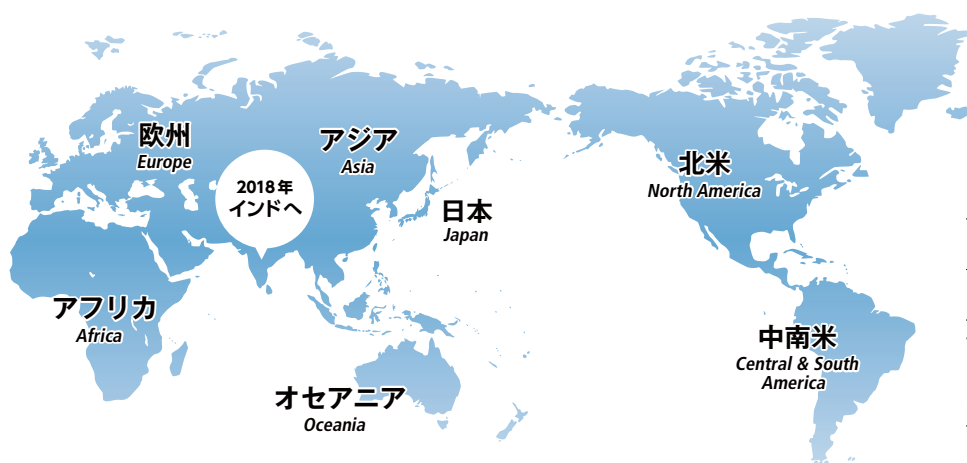 欧州
Europe
アジア
Asia
2018年
インドへ
日本
Japan
北米
North America
アフリカ
Africa
オセアニア
Oceania
中南米
Central & South
America